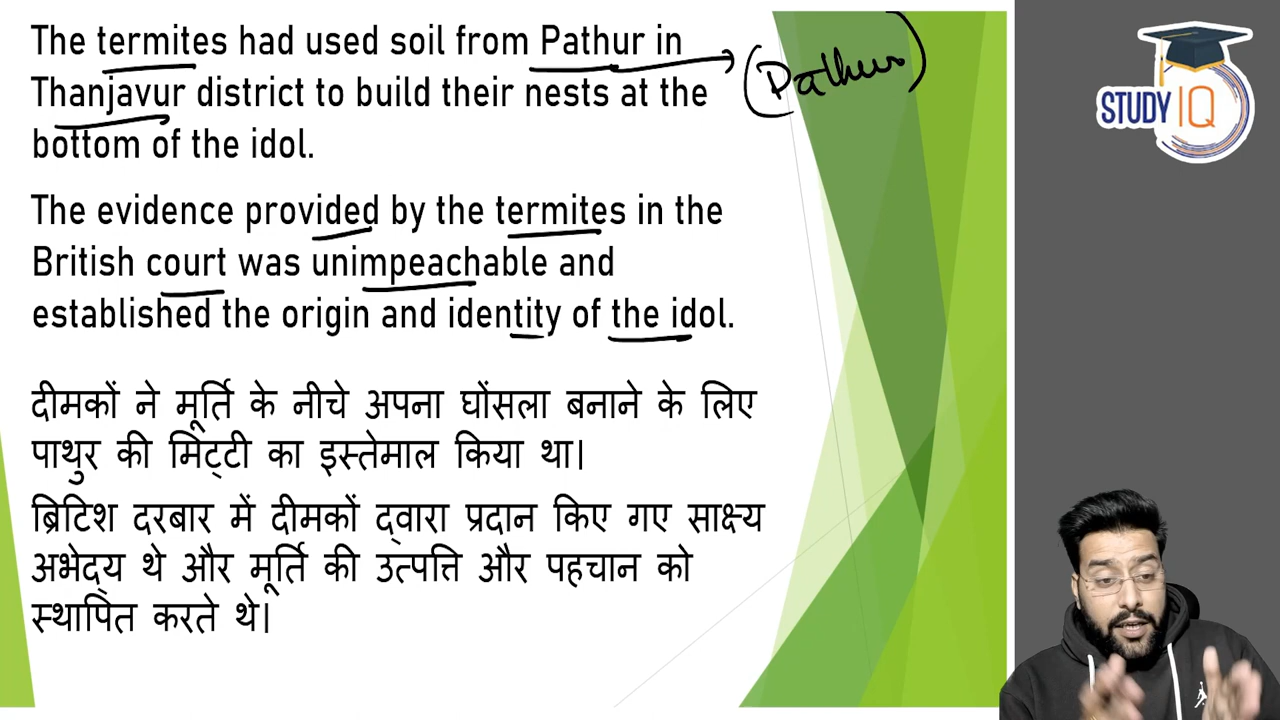 The termites had used soil from Pathur in
(Pathur)
Thanjavur district to build their nests at the
bottom of the idol.
The evidence provided by the termites in the
British court was unimpeachable and
established the origin and identity of the idol.
दीमकों ने मूर्ति के नीचे अपना घोंसला बनाने के लिए
पाथुर की मिट्टी का इस्तेमाल किया था।
ब्रिटिश दरबार में दीमकों द्वारा प्रदान किए गए साक्ष्य
अभेद्य थे और मूर्ति की उत्पत्ति और पहचान को
स्थापित करते थे।
STUDY IQ